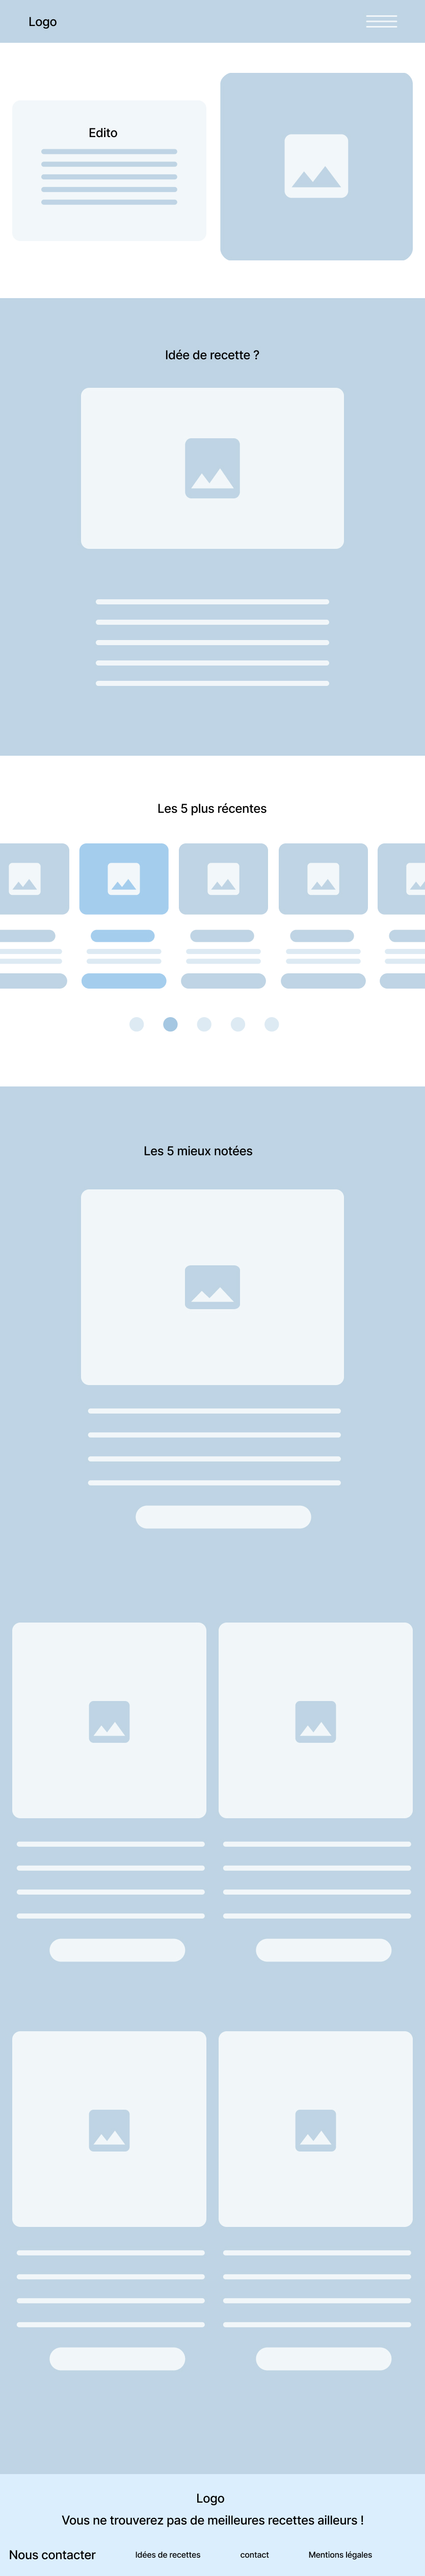 Logo
Edito
Idée de recette ?
Les 5 plus récentes
Les 5 mieux notées
Logo
Vous ne trouverez pas de meilleures recettes ailleurs !
Nous contacter Idées de recettes contact Mentions légales